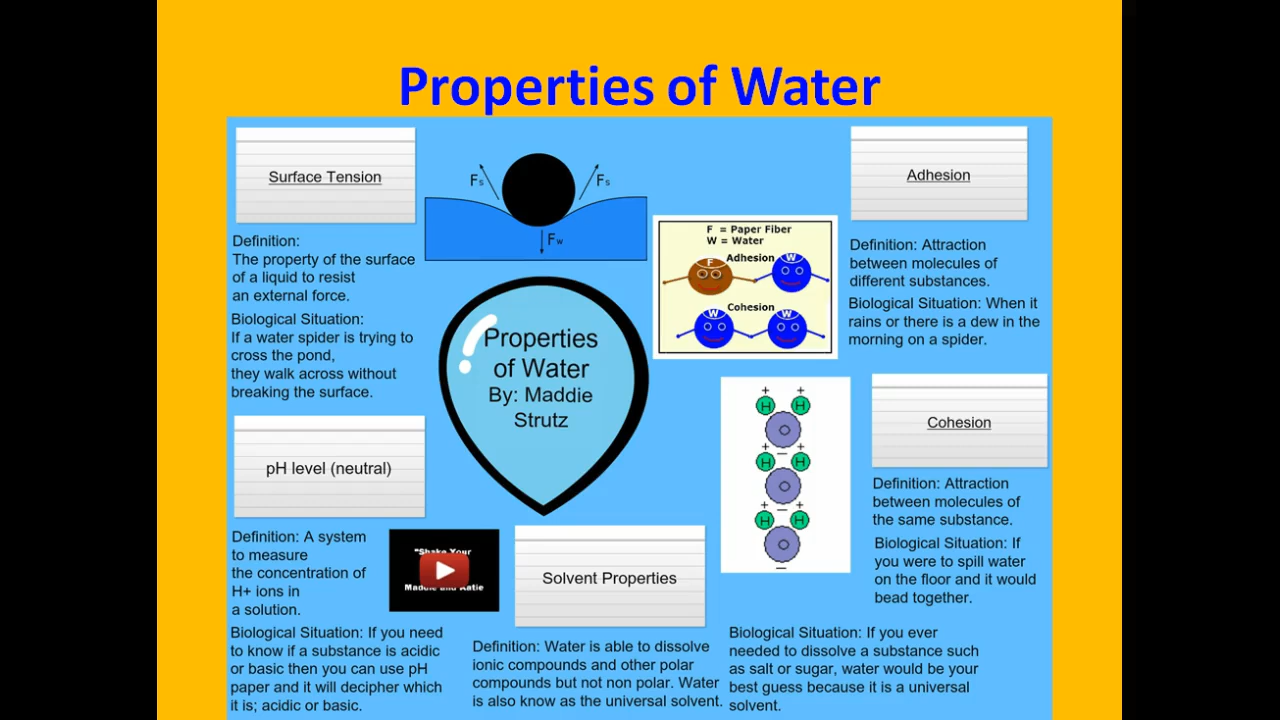 Properties of Water
Surface Tension
Definition:
The property of the surface
of a liquid to resist
an external force.
Biological Situation:
If a water spider is trying to
cross the pond,
they walk across without
breaking the surface.
Fs
Fs
Fw
F = Paper Fiber
W = Water
Adhesion
F
W
Cohesion
W
W
Adhesion
Definition: Attraction
between molecules of
different substances.
Biological Situation: When it
rains or there is a dew in the
morning on a spider.
Properties
of Water
By: Maddie
Strutz
+ +
H H
O
+ − +
H H
O
+ − +
H H
O
−
Cohesion
Definition: Attraction
between molecules of
the same substance.
Biological Situation: If
you were to spill water
on the floor and it would
bead together.
pH level (neutral)
Definition: A system
to measure
the concentration of
H+ ions in
a solution.
Biological Situation: If you need
to know if a substance is acidic
or basic then you can use pH
paper and it will decipher which
it is; acidic or basic.
"Shake Your
Maddie and Katie
Solvent Properties
Definition: Water is able to dissolve
ionic compounds and other polar
compounds but not non polar. Water
is also know as the universal solvent.
Biological Situation: If you ever
needed to dissolve a substance such
as salt or sugar, water would be your
best guess because it is a universal
solvent.